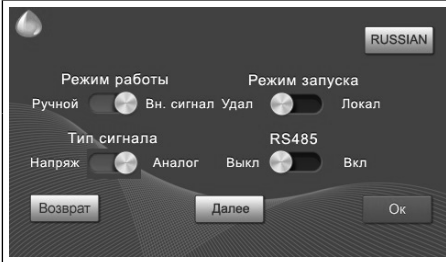 RUSSIAN
Режим работы Режим запуска
Ручной Вн. сигнал Удал Локал
Тип сигнала RS485
Напряж Аналог Выкл Вкл
Возврат Далее Ок